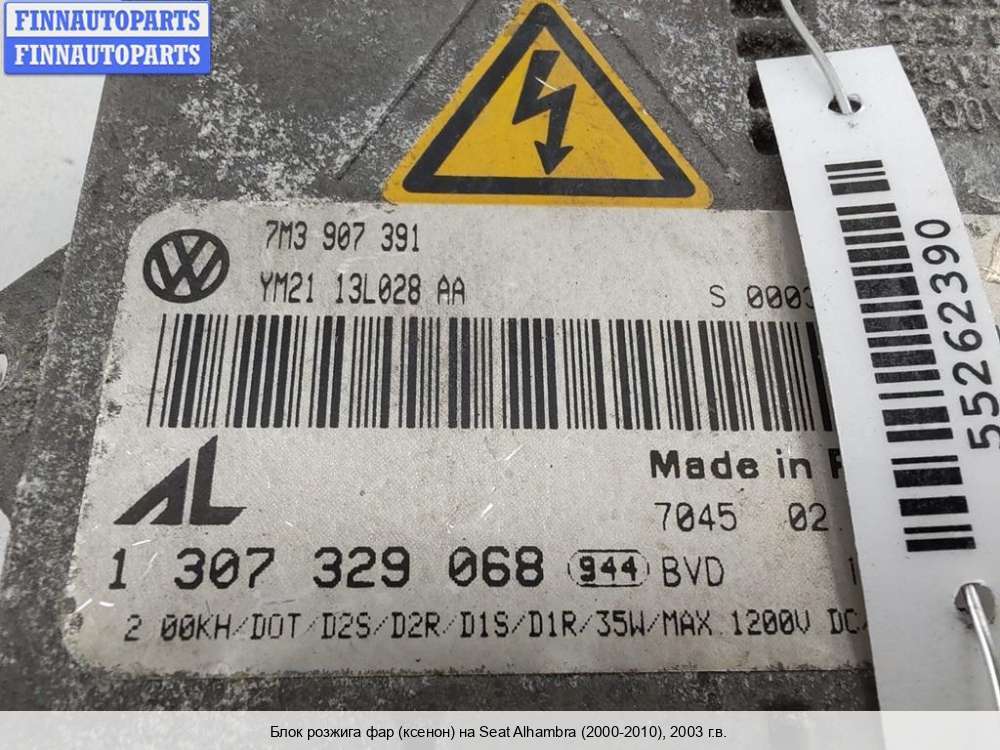 FINNAUTOPARTS
FINNAUTOPARTS
7M3 907 391
YM21 13L028 AA
S 0003
55262390
AL
Made in
7045 02.
1 307 329 068 944 BVD
2 00KH/DOT/D2S/D2R/D1S/D1R/35W/MAX 1200V DC
Блок розжига фар (ксенон) на Seat Alhambra (2000-2010), 2003 г.в.